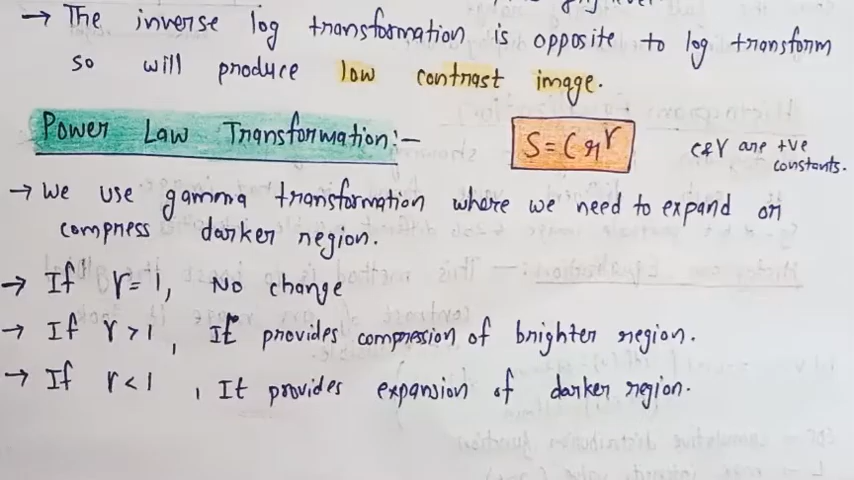 → The inverse log transformation is opposite to log transform
so will produce low contrast image.
Power Law Transformation:-
S = C r^γ
c & γ are +ve
constants.
→ We use gamma transformation where we need to expand or
compress darker region.
→ If γ = 1, No change
→ If γ > 1, It provides compression of brighter region.
→ If γ < 1, It provides expansion of darker region.